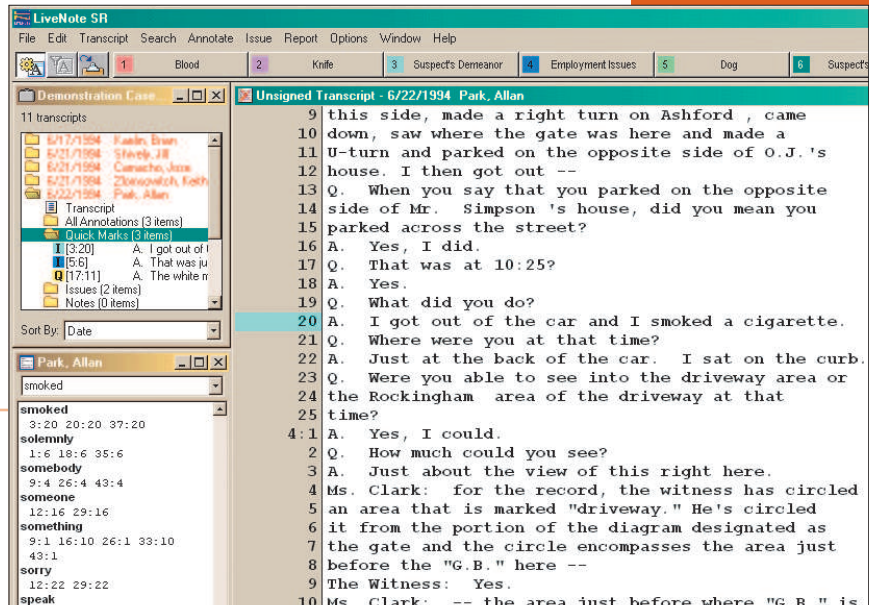 LiveNote SR
File Edit Transcript Search Annotate Issue Report Options Window Help
1 Blood 2 Knife 3 Suspect's Demeanor 4 Employment Issues 5 Dog 6 Suspect's
Demonstration Case
11 transcripts
6/17/1994 Kaelin, Brian
6/21/1994 Shively, Jill
6/21/1994 Camacho, Jose
6/21/1994 Zlomsowitch, Keith
6/22/1994 Park, Allan
Transcript
All Annotations (3 items)
Quick Marks (3 items)
I [3:20] A. I got out of
I [5:6] A. That was ju
Q [17:11] A. The white
Issues (2 items)
Notes (0 items)
Sort By: Date
Park, Allan
smoked
smoked
3:20 20:20 37:20
solemnly
1:6 18:6 35:6
somebody
9:4 26:4 43:4
someone
12:16 29:16
something
9:1 16:10 26:1 33:10
43:1
sorry
12:22 29:22
speak
Unsigned Transcript - 6/22/1994 Park, Allan
9 this side, made a right turn on Ashford , came
10 down, saw where the gate was here and made a
11 U-turn and parked on the opposite side of O.J.'s
12 house. I then got out --
13 Q. When you say that you parked on the opposite
14 side of Mr. Simpson 's house, did you mean you
15 parked across the street?
16 A. Yes, I did.
17 Q. That was at 10:25?
18 A. Yes.
19 Q. What did you do?
20 A. I got out of the car and I smoked a cigarette.
21 Q. Where were you at that time?
22 A. Just at the back of the car. I sat on the curb.
23 Q. Were you able to see into the driveway area or
24 the Rockingham area of the driveway at that
25 time?
4:1 A. Yes, I could.
2 Q. How much could you see?
3 A. Just about the view of this right here.
4 Ms. Clark: for the record, the witness has circled
5 an area that is marked "driveway." He's circled
6 it from the portion of the diagram designated as
7 the gate and the circle encompasses the area just
8 before the "G.B." here --
9 The Witness: Yes.
10 Ms. Clark: -- the area just before where "G.B." is